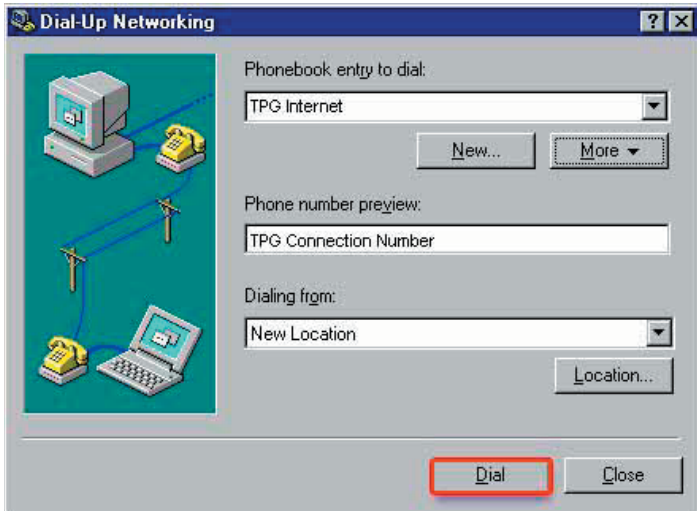 Dial-Up Networking
Phonebook entry to dial:
TPG Internet
New... More
Phone number preview:
TPG Connection Number
Dialing from:
New Location
Location...
Dial Close